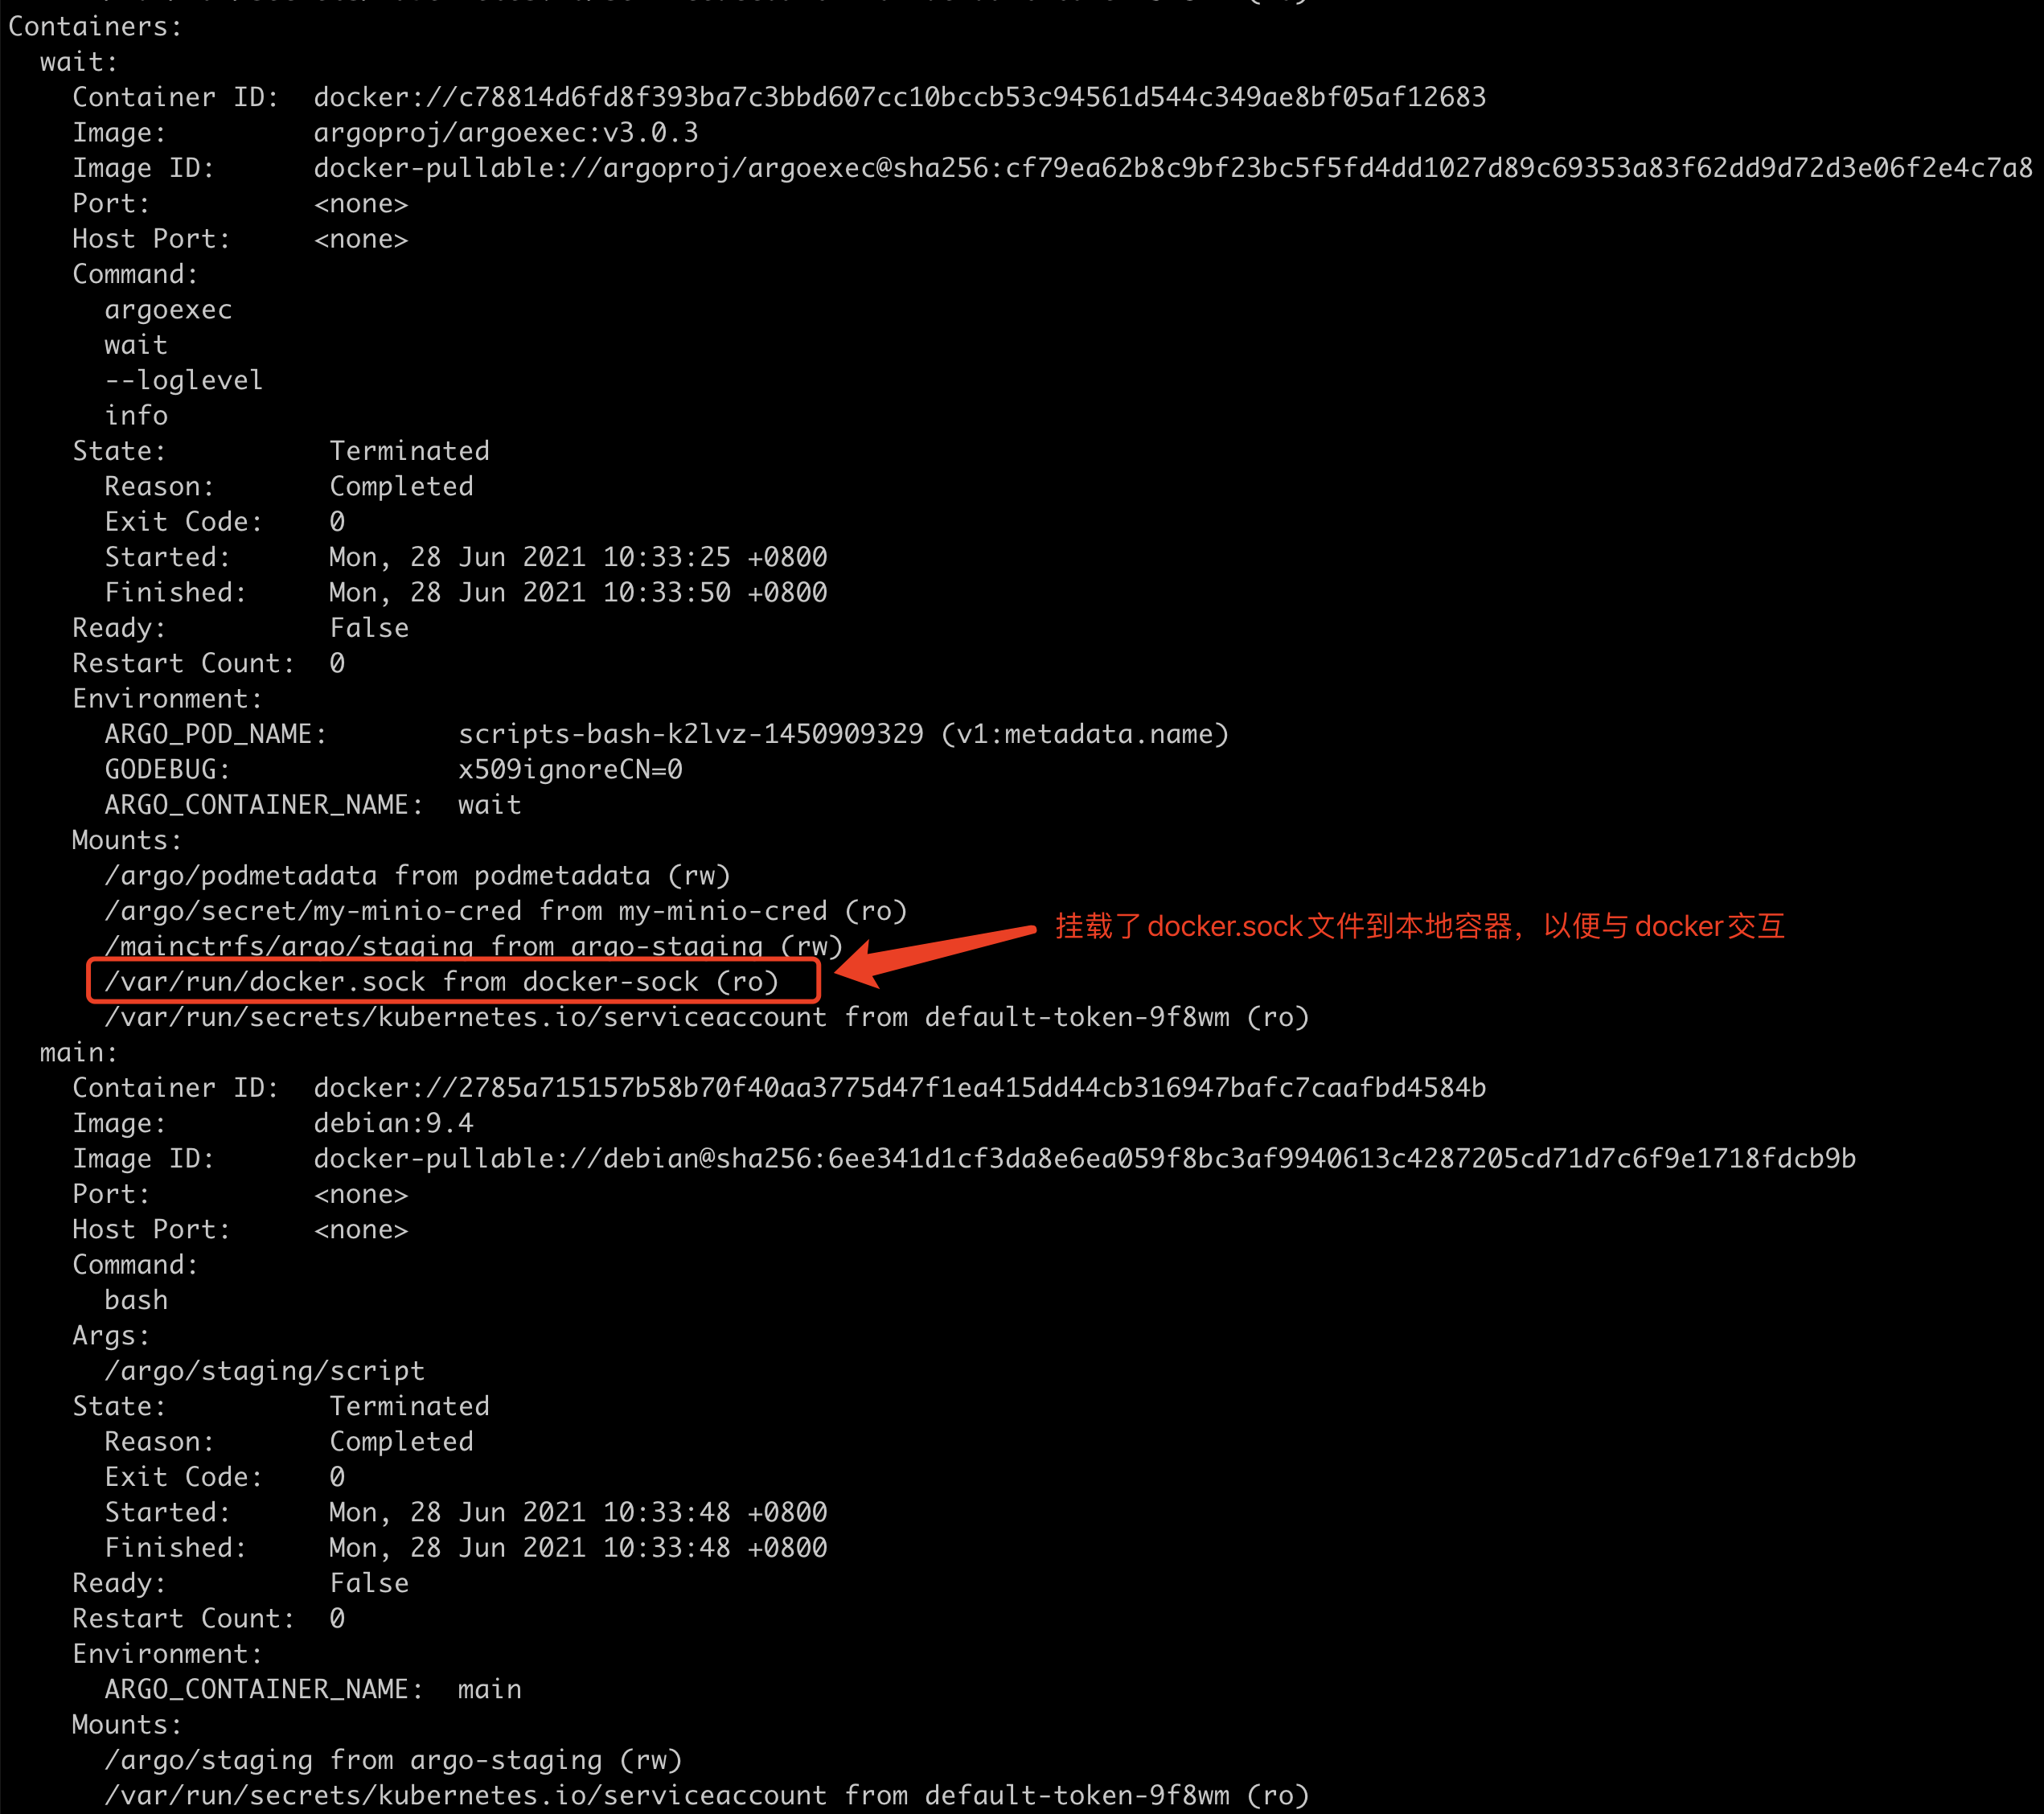 Containers:
wait:
Container ID: docker://c78814d6fd8f393ba7c3bbd607cc10bccb53c94561d544c349ae8bf05af12683
Image: argoproj/argoexec:v3.0.3
Image ID: docker-pullable://argoproj/argoexec@sha256:cf79ea62b8c9bf23bc5f5fd4dd1027d89c69353a83f62dd9d72d3e06f2e4c7a8
Port: <none>
Host Port: <none>
Command:
argoexec
wait
--loglevel
info
State: Terminated
Reason: Completed
Exit Code: 0
Started: Mon, 28 Jun 2021 10:33:25 +0800
Finished: Mon, 28 Jun 2021 10:33:50 +0800
Ready: False
Restart Count: 0
Environment:
ARGO_POD_NAME: scripts-bash-k2lvz-1450909329 (v1:metadata.name)
GODEBUG: x509ignoreCN=0
ARGO_CONTAINER_NAME: wait
Mounts:
/argo/podmetadata from podmetadata (rw)
/argo/secret/my-minio-cred from my-minio-cred (ro)
挂载了docker.sock文件到本地容器，以便与docker交互
/mainctrfs/argo/staging from argo-staging (rw)
/var/run/docker.sock from docker-sock (ro)
/var/run/secrets/kubernetes.io/serviceaccount from default-token-9f8wm (ro)
main:
Container ID: docker://2785a715157b58b70f40aa3775d47f1ea415dd44cb316947bafc7caafbd4584b
Image: debian:9.4
Image ID: docker-pullable://debian@sha256:6ee341d1cf3da8e6ea059f8bc3af9940613c4287205cd71d7c6f9e1718fdcb9b
Port: <none>
Host Port: <none>
Command:
bash
Args:
/argo/staging/script
State: Terminated
Reason: Completed
Exit Code: 0
Started: Mon, 28 Jun 2021 10:33:48 +0800
Finished: Mon, 28 Jun 2021 10:33:48 +0800
Ready: False
Restart Count: 0
Environment:
ARGO_CONTAINER_NAME: main
Mounts:
/argo/staging from argo-staging (rw)
/var/run/secrets/kubernetes.io/serviceaccount from default-token-9f8wm (ro)